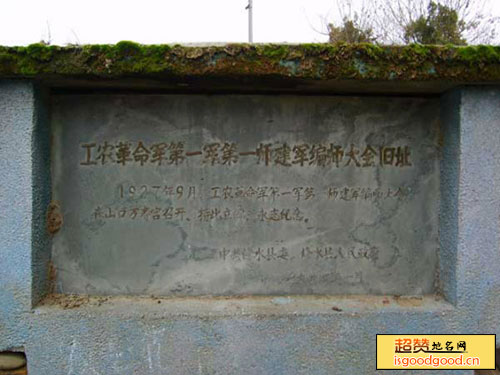 工农革命军第一军第一师建军编师大会旧址
1927年9月,工农革命军第一军第一师建军编师大会
在山口万寿宫召开。特此立碑,永志纪念。
中共修水县委、修水县人民政府
超赞地名网
isgoodgood.cn